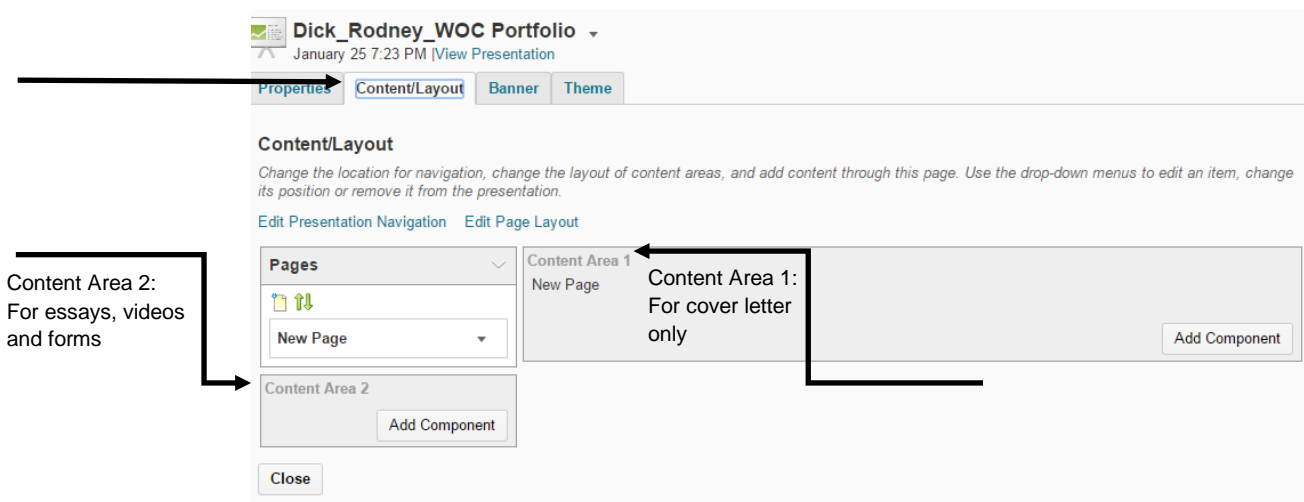 Dick_Rodney_WOC Portfolio
January 25 7:23 PM |View Presentation
Properties Content/Layout Banner Theme
Content/Layout
Change the location for navigation, change the layout of content areas, and add content through this page. Use the drop-down menus to edit an item, change
its position or remove it from the presentation.
Edit Presentation Navigation Edit Page Layout
Content Area 2:
For essays, videos
and forms
Pages
New Page
Content Area 1
New Page
Content Area 1:
For cover letter
only
Add Component
Content Area 2
Add Component
Close